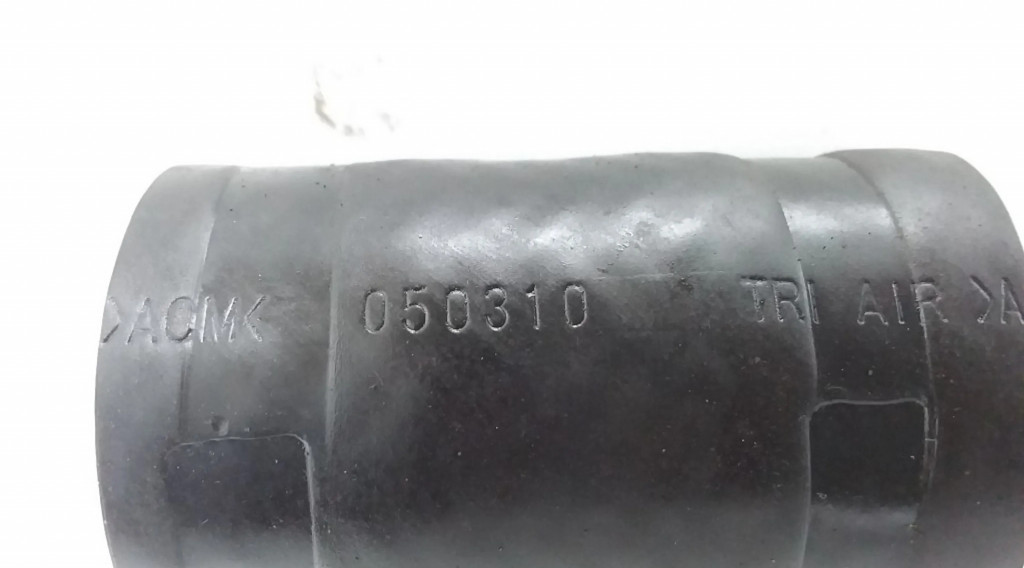 >ACM< 050310 TRI AIR >A